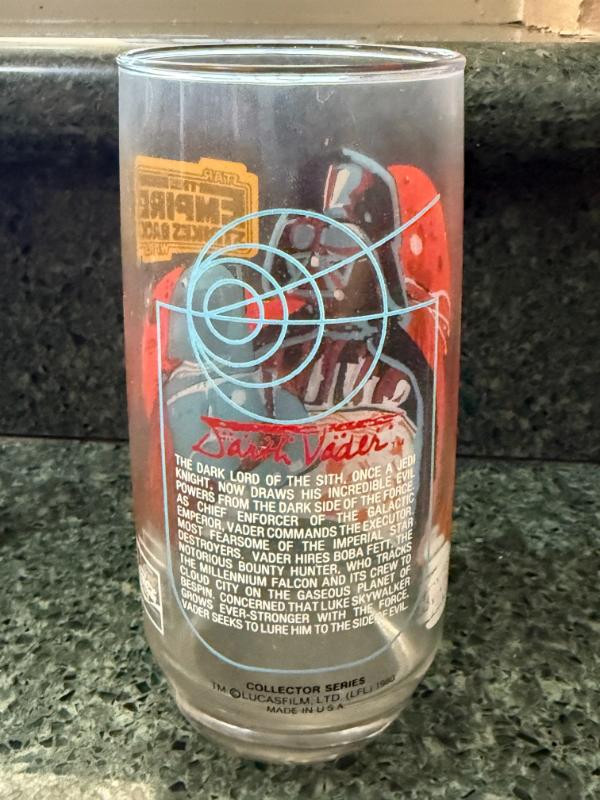 STAR
EMPIRE
STRIKES BACK
Darth Vader
THE DARK LORD OF THE SITH, ONCE A JEDI
KNIGHT, NOW DRAWS HIS INCREDIBLE EVIL
POWERS FROM THE DARK SIDE OF THE FORCE.
AS CHIEF ENFORCER OF THE GALACTIC
EMPEROR, VADER COMMANDS THE EXECUTOR,
MOST FEARSOME OF THE IMPERIAL STAR
DESTROYERS. VADER HIRES BOBA FETT, THE
NOTORIOUS BOUNTY HUNTER, WHO TRACKS
THE MILLENNIUM FALCON AND ITS CREW TO
CLOUD CITY ON THE GASEOUS PLANET OF
BESPIN. CONCERNED THAT LUKE SKYWALKER
GROWS EVER-STRONGER WITH THE FORCE,
VADER SEEKS TO LURE HIM TO THE SIDE OF EVIL.
COLLECTOR SERIES
TM © LUCASFILM, LTD. (LFL) 1980
MADE IN U S A